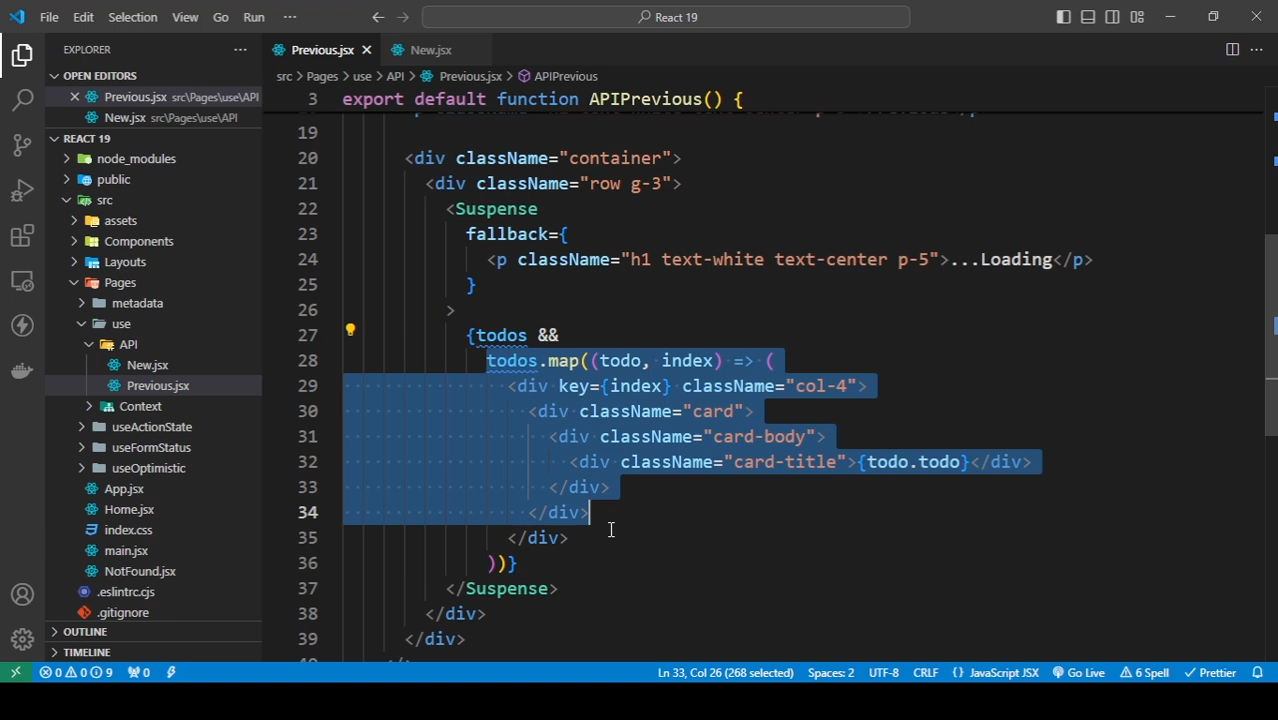 File Edit Selection View Go Run ··· React 19
EXPLORER ···
OPEN EDITORS
Previous.jsx src\Pages\use\API
New.jsx src\Pages\use\API
REACT 19
node_modules
public
src
assets
Components
Layouts
Pages
metadata
use
API
New.jsx
Previous.jsx
Context
useActionState
useFormStatus
useOptimistic
App.jsx
Home.jsx
index.css
main.jsx
NotFound.jsx
.eslintrc.cjs
.gitignore
OUTLINE
TIMELINE
Previous.jsx New.jsx
src > Pages > use > API > Previous.jsx > APIPrevious
3 export default function APIPrevious() {
19
20 <div className="container">
21 <div className="row g-3">
22 <Suspense
23 fallback={
24 <p className="h1 text-white text-center p-5">...Loading</p>
25 }
26 >
27 {todos &&
28 todos.map((todo, index) => (
29 <div key={index} className="col-4">
30 <div className="card">
31 <div className="card-body">
32 <div className="card-title">{todo.todo}</div>
33 </div>
34 </div>
35 </div>
36 ))}
37 </Suspense>
38 </div>
39 </div>
0 0 9 0 Ln 33, Col 26 (268 selected) Spaces: 2 UTF-8 CRLF {} JavaScript JSX Go Live 6 Spell Prettier